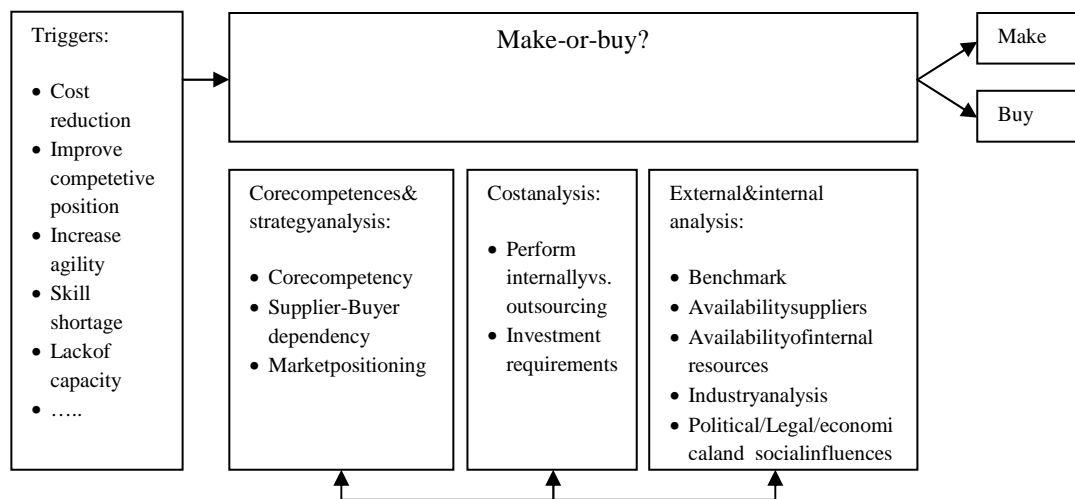 Triggers:
• Cost
reduction
• Improve
competetive
position
• Increase
agility
• Skill
shortage
• Lackof
capacity
• …..
Make-or-buy?
Make
Buy
Corecompetences&
strategyanalysis:
• Corecompetency
• Supplier-Buyer
dependency
• Marketpositioning
Costanalysis:
• Perform
internallyvs.
outsourcing
• Investment
requirements
External&internal
analysis:
• Benchmark
• Availabilitysuppliers
• Availabilityofinternal
resources
• Industryanalysis
• Political/Legal/economi
caland socialinfluences